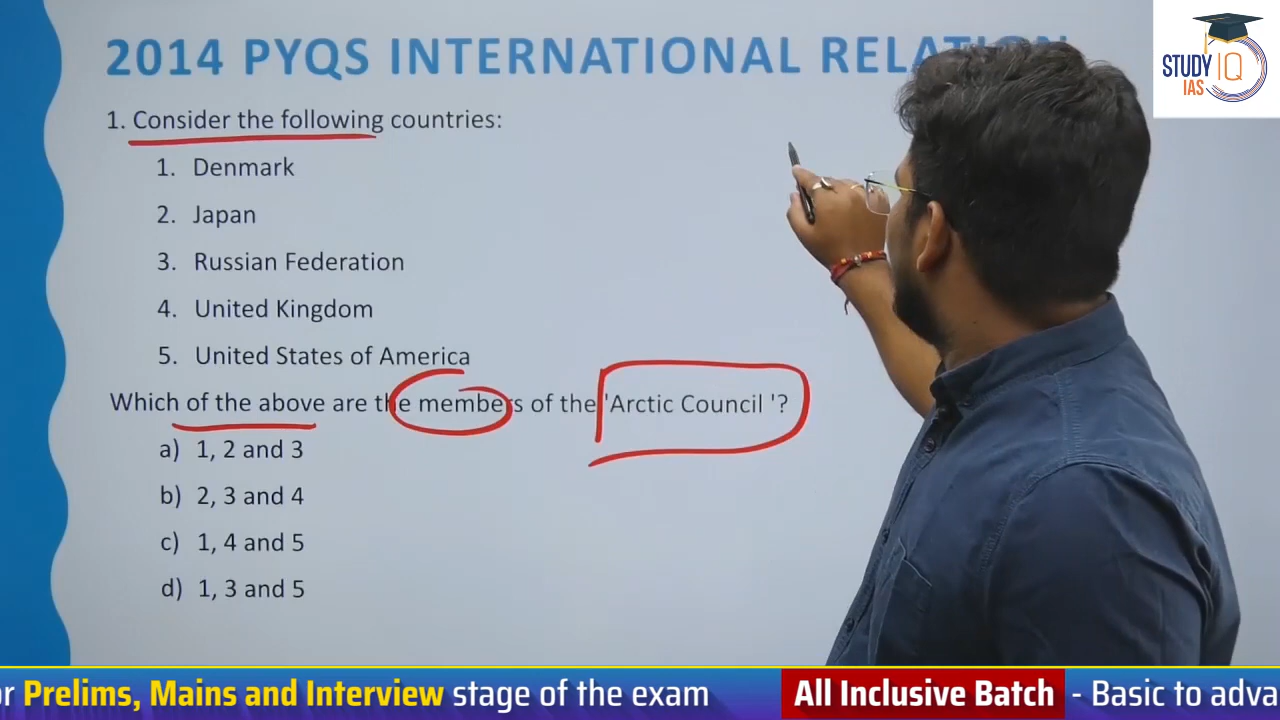 2014 PYQS INTERNATIONAL RELA
STUDY IQ
IAS
1. Consider the following countries:
1. Denmark
2. Japan
3. Russian Federation
4. United Kingdom
5. United States of America
Which of the above are the members of the 'Arctic Council '?
a) 1, 2 and 3
b) 2, 3 and 4
c) 1, 4 and 5
d) 1, 3 and 5
or Prelims, Mains and Interview stage of the exam
All Inclusive Batch - Basic to adva